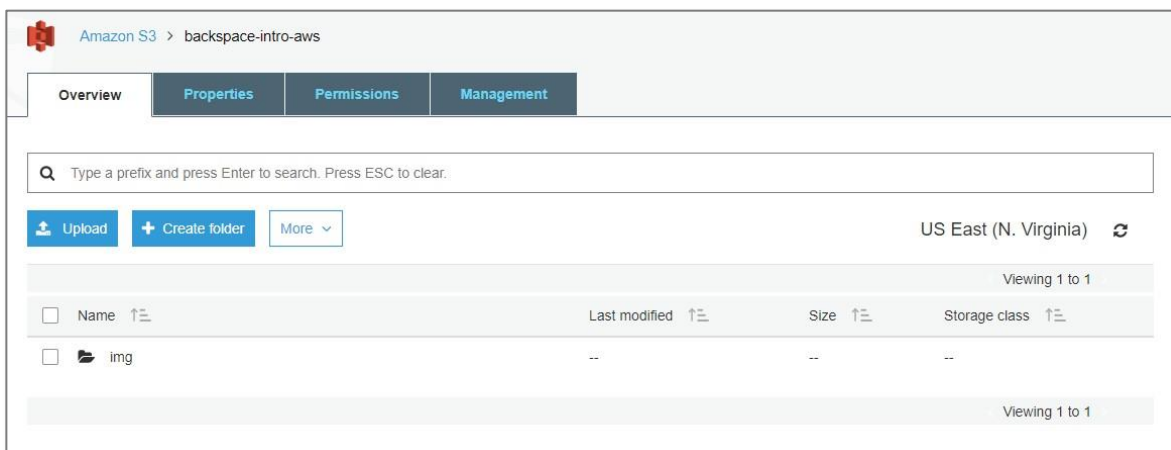 Amazon S3 > backspace-intro-aws
Overview Properties Permissions Management
Type a prefix and press Enter to search. Press ESC to clear.
Upload + Create folder More US East (N. Virginia)
Viewing 1 to 1
Name Last modified Size Storage class
img -- -- --
Viewing 1 to 1